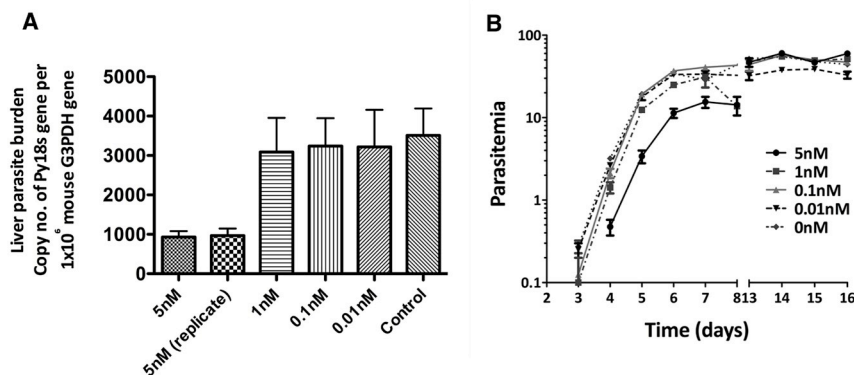 A
Liver parasite burden
Copy no. of Py18s gene per
1x10⁶ mouse G3PDH gene
5000
4000
3000
2000
1000
0
5nM
5nM (replicate)
1nM
0.1nM
0.01nM
Control
B
Parasitemia
100
10
1
0.1
2
3
4
5
6
7
8
13
14
15
16
Time (days)
5nM
1nM
0.1nM
0.01nM
0nM